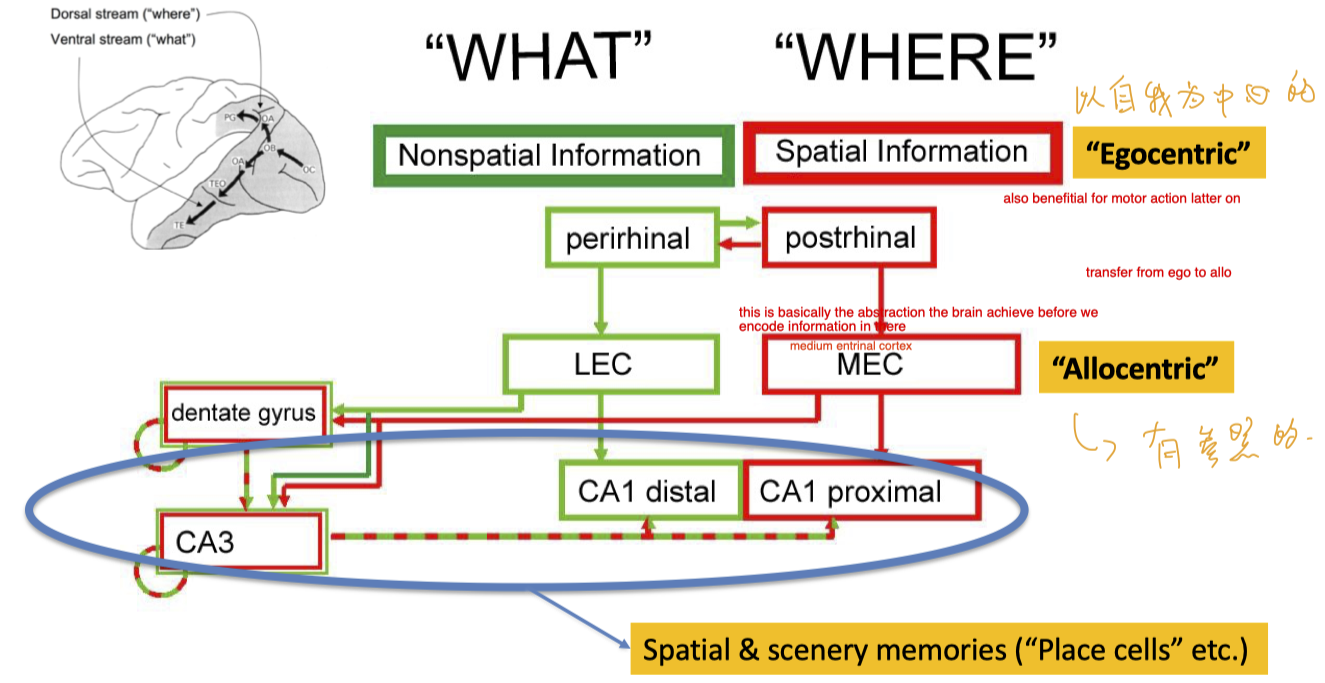 Dorsal stream (“where”)
Ventral stream (“what”)
“WHAT”
“WHERE”
以自我为中心的
Nonspatial Information
Spatial Information
“Egocentric”
PG
OA
OB
OA
OC
TEO
TE
also benefitial for motor action latter on
perirhinal
postrhinal
transfer from ego to allo
this is basically the abstraction the brain achieve before we
encode information in there
medium entrinal cortex
LEC
MEC
“Allocentric”
dentate gyrus
有参照的.
CA1 distal
CA1 proximal
CA3
Spatial & scenery memories (“Place cells” etc.)